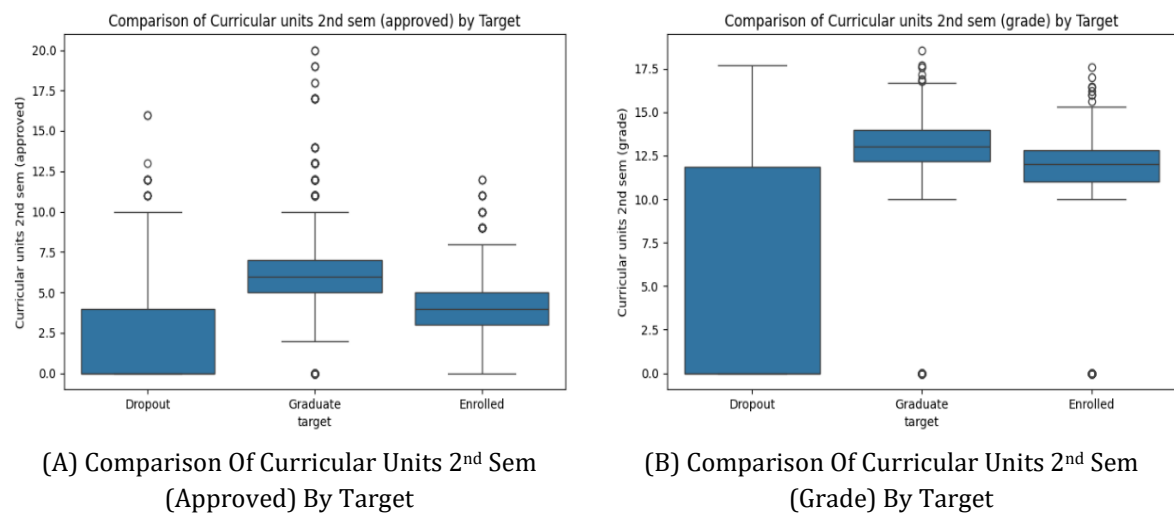 Comparison of Curricular units 2nd sem (approved) by Target
Curricular units 2nd sem (approved)
20.0
17.5
15.0
12.5
10.0
7.5
5.0
2.5
0.0
Dropout Graduate Enrolled
target
(A) Comparison Of Curricular Units 2nd Sem
(Approved) By Target
Comparison of Curricular units 2nd sem (grade) by Target
Curricular units 2nd sem (grade)
17.5
15.0
12.5
10.0
7.5
5.0
2.5
0.0
Dropout Graduate Enrolled
target
(B) Comparison Of Curricular Units 2nd Sem
(Grade) By Target